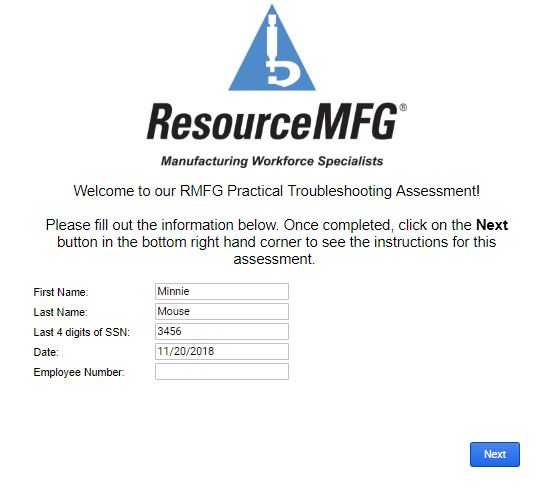 ResourceMFG®
Manufacturing Workforce Specialists
Welcome to our RMFG Practical Troubleshooting Assessment!
Please fill out the information below. Once completed, click on the Next
button in the bottom right hand corner to see the instructions for this
assessment.
First Name: Minnie
Last Name: Mouse
Last 4 digits of SSN: 3456
Date: 11/20/2018
Employee Number:
Next